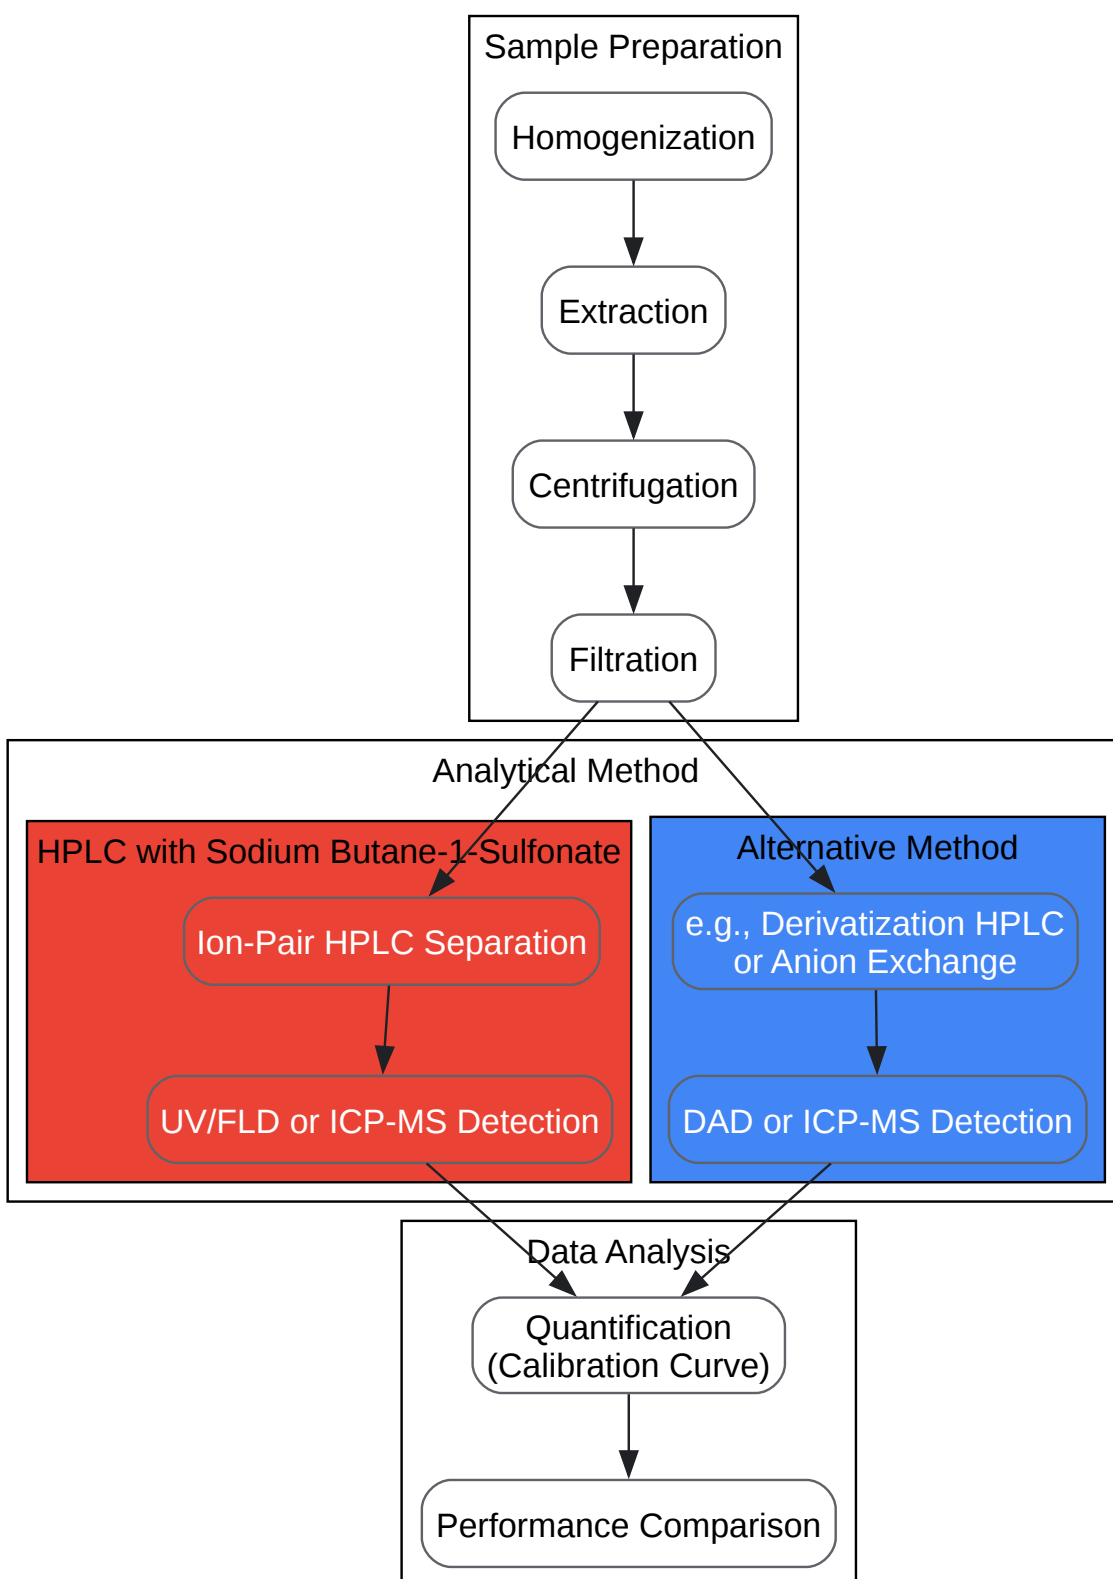 Sample Preparation
Homogenization
Extraction
Centrifugation
Filtration
Analytical Method
HPLC with Sodium Butane-1-Sulfonate
Ion-Pair HPLC Separation
UV/FLD or ICP-MS Detection
Alternative Method
e.g., Derivatization HPLC
or Anion Exchange
DAD or ICP-MS Detection
Data Analysis
Quantification
(Calibration Curve)
Performance Comparison